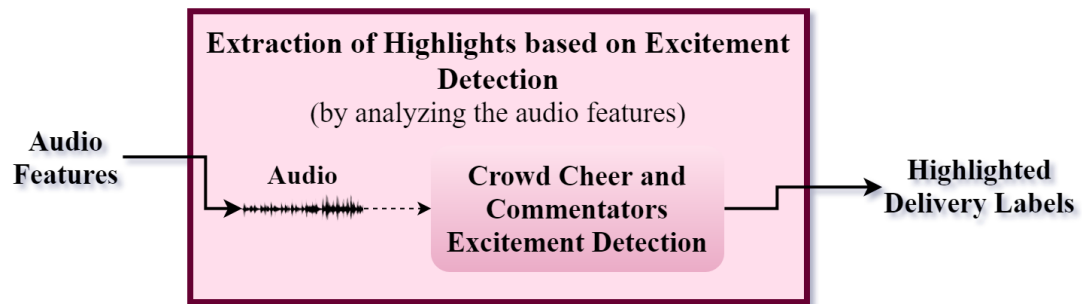 Extraction of Highlights based on Excitement
Detection
(by analyzing the audio features)
Audio
Features
Audio
Crowd Cheer and
Commentators
Excitement Detection
Highlighted
Delivery Labels